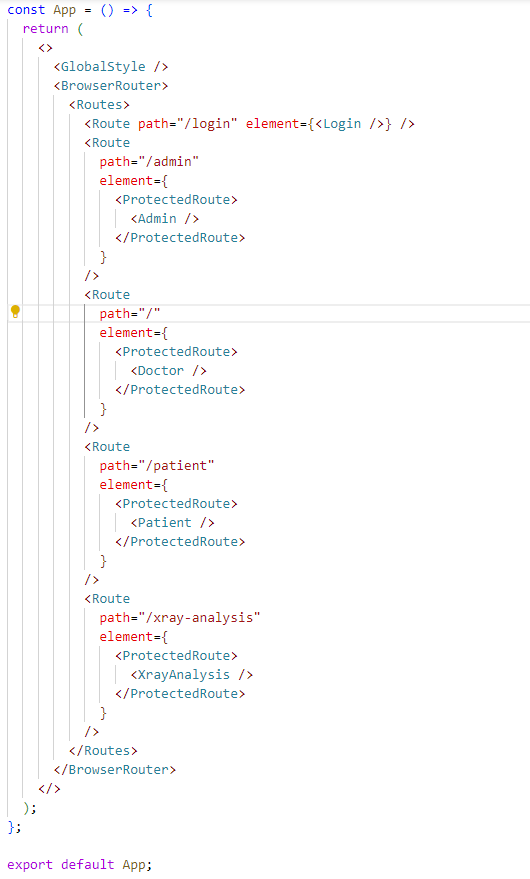 const App = () => {
  return (
    <>
      <GlobalStyle />
      <BrowserRouter>
        <Routes>
          <Route path="/login" element={<Login />} />
          <Route
            path="/admin"
            element={
              <ProtectedRoute>
                <Admin />
              </ProtectedRoute>
            }
          />
          <Route
            path="/"
            element={
              <ProtectedRoute>
                <Doctor />
              </ProtectedRoute>
            }
          />
          <Route
            path="/patient"
            element={
              <ProtectedRoute>
                <Patient />
              </ProtectedRoute>
            }
          />
          <Route
            path="/xray-analysis"
            element={
              <ProtectedRoute>
                <XrayAnalysis />
              </ProtectedRoute>
            }
          />
        </Routes>
      </BrowserRouter>
    </>
  );
};

export default App;